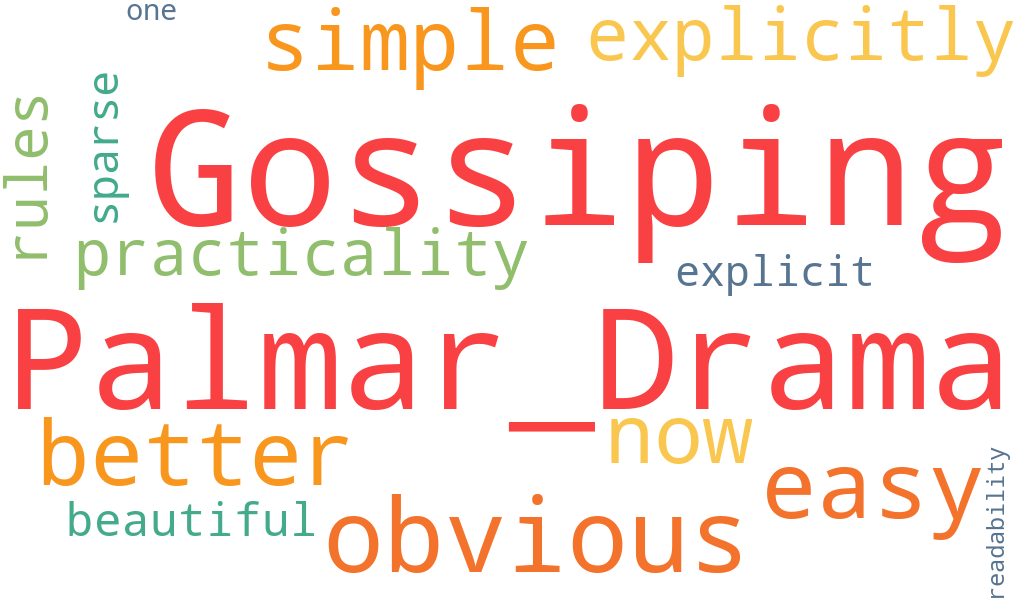 one
simple
explicitly
rules
sparse
Gossiping
practicality
explicit
Palmar_Drama
better
now
easy
beautiful
obvious
readability